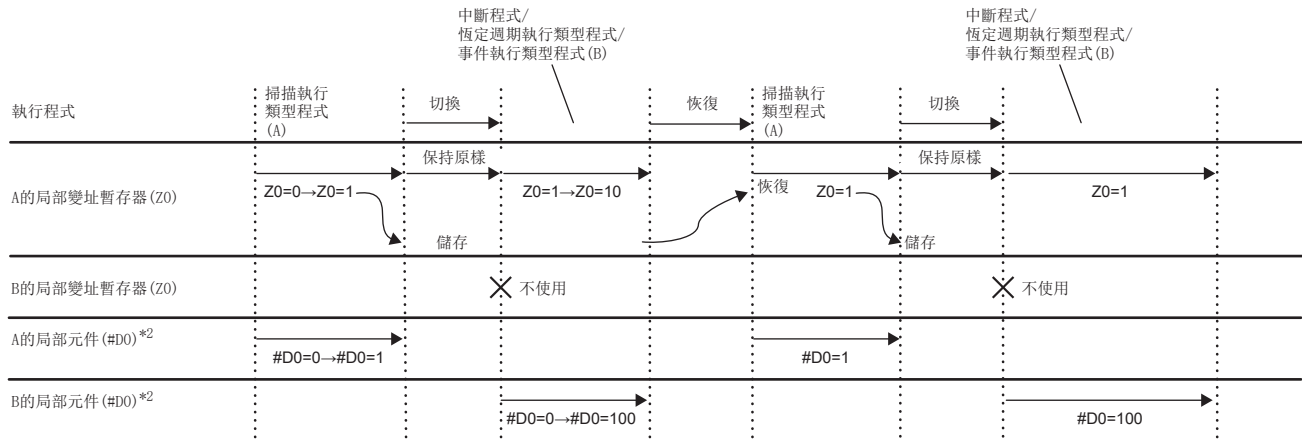 中斷程式/
恆定週期執行類型程式/
事件執行類型程式(B)
中斷程式/
恆定週期執行類型程式/
事件執行類型程式(B)
執行程式
掃描執行
類型程式
(A)
切換
恢復
掃描執行
類型程式
(A)
切換
A的局部變址暫存器(Z0)
Z0=0→Z0=1
保持原樣
儲存
Z0=1→Z0=10
恢復
Z0=1
保持原樣
儲存
Z0=1
B的局部變址暫存器(Z0)
不使用
不使用
A的局部元件(#D0)*2
#D0=0→#D0=1
#D0=1
B的局部元件(#D0)*2
#D0=0→#D0=100
#D0=100